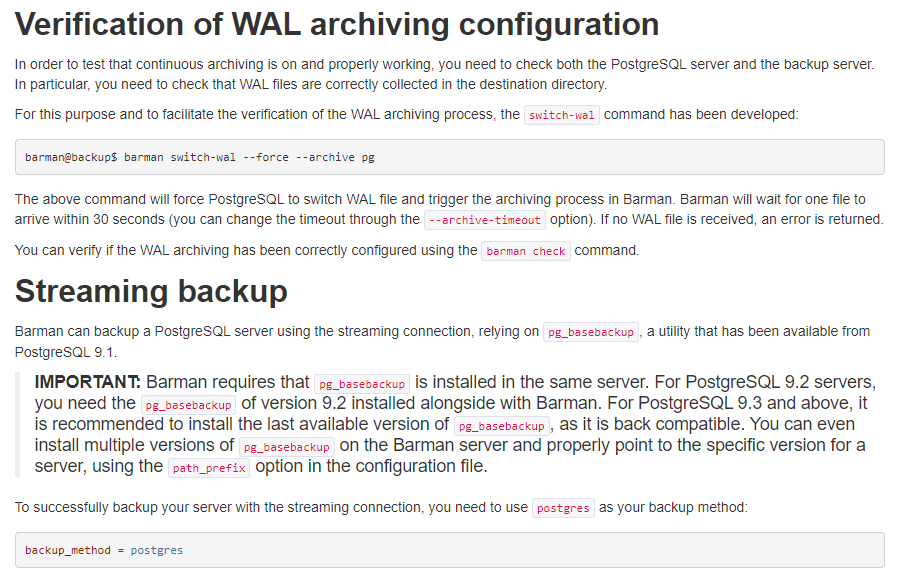 Verification of WAL archiving configuration
In order to test that continuous archiving is on and properly working, you need to check both the PostgreSQL server and the backup server.
In particular, you need to check that WAL files are correctly collected in the destination directory.
For this purpose and to facilitate the verification of the WAL archiving process, the switch-wal command has been developed:
barman@backup$ barman switch-wal --force --archive pg
The above command will force PostgreSQL to switch WAL file and trigger the archiving process in Barman. Barman will wait for one file to
arrive within 30 seconds (you can change the timeout through the --archive-timeout option). If no WAL file is received, an error is returned.
You can verify if the WAL archiving has been correctly configured using the barman check command.
Streaming backup
Barman can backup a PostgreSQL server using the streaming connection, relying on pg_basebackup, a utility that has been available from
PostgreSQL 9.1.
IMPORTANT: Barman requires that pg_basebackup is installed in the same server. For PostgreSQL 9.2 servers,
you need the pg_basebackup of version 9.2 installed alongside with Barman. For PostgreSQL 9.3 and above, it
is recommended to install the last available version of pg_basebackup, as it is back compatible. You can even
install multiple versions of pg_basebackup on the Barman server and properly point to the specific version for a
server, using the path_prefix option in the configuration file.
To successfully backup your server with the streaming connection, you need to use postgres as your backup method:
backup_method = postgres